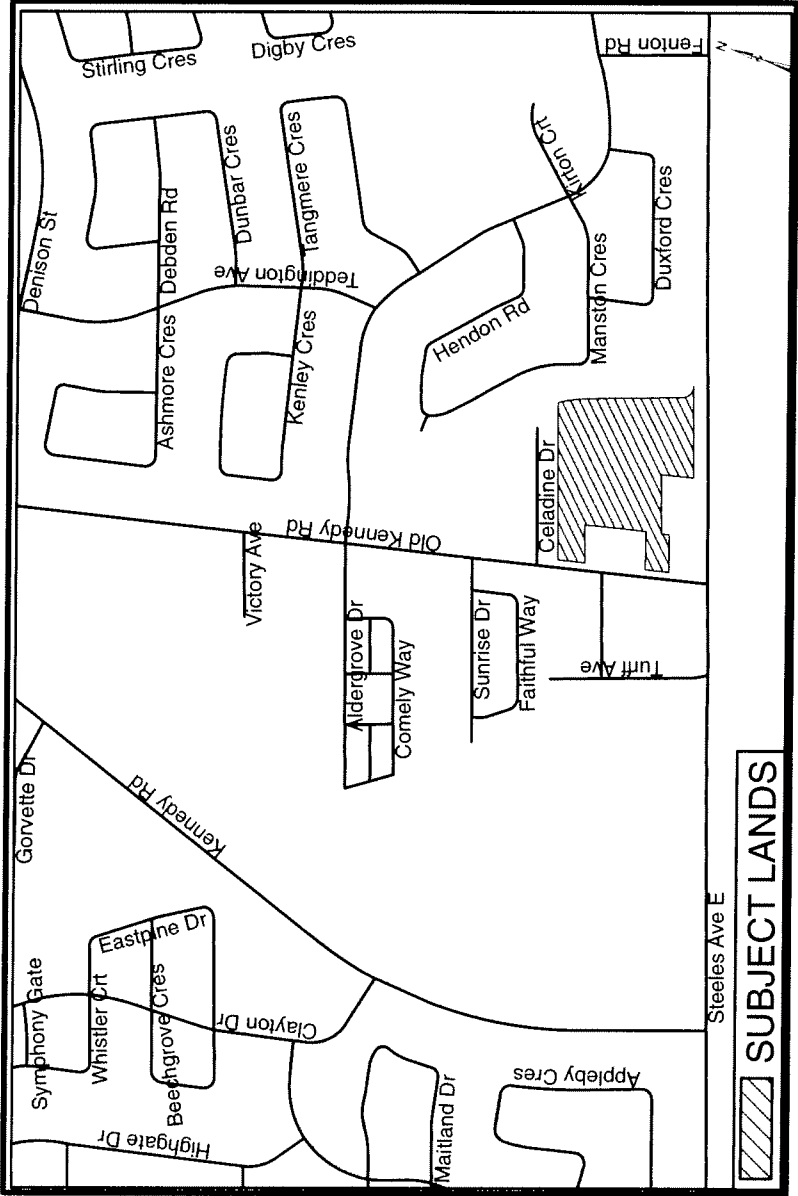 Stirling Cres
Digby Cres
Fenton Rd
N
Denison St
Debden Rd
Dunbar Cres
Tangmere Cres
Kirton Crt
Teddington Ave
Duxford Cres
Manston Cres
Hendon Rd
Ashmore Cres
Kenley Cres
Celadine Dr
Old Kennedy Rd
Victory Ave
Aldergrove Dr
Comely Way
Sunrise Dr
Faithful Way
Turff Ave
Gorvette Dr
Kennedy Rd
Eastpine Dr
Symphony Gate
Whistler Crt
Beechgrove Cres
Clayton Dr
Highgate Dr
Maitland Dr
Appleby Cres
Steeles Ave E
SUBJECT LANDS